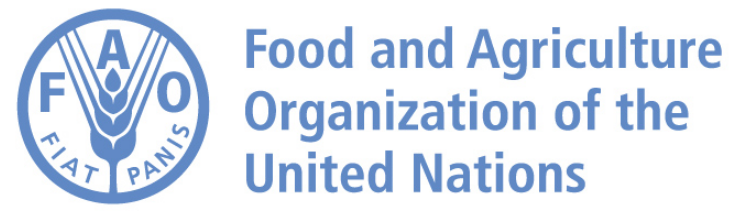 F A O
FIAT PANIS
Food and Agriculture
Organization of the
United Nations